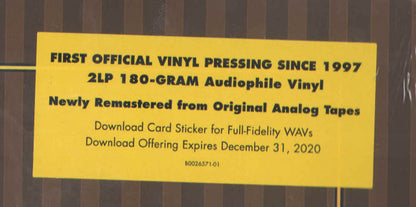 FIRST OFFICIAL VINYL PRESSING SINCE 1997
2LP 180-GRAM Audiophile Vinyl
Newly Remastered from Original Analog Tapes
Download Card Sticker for Full-Fidelity WAVs
Download Offering Expires December 31, 2020
B0026571-01